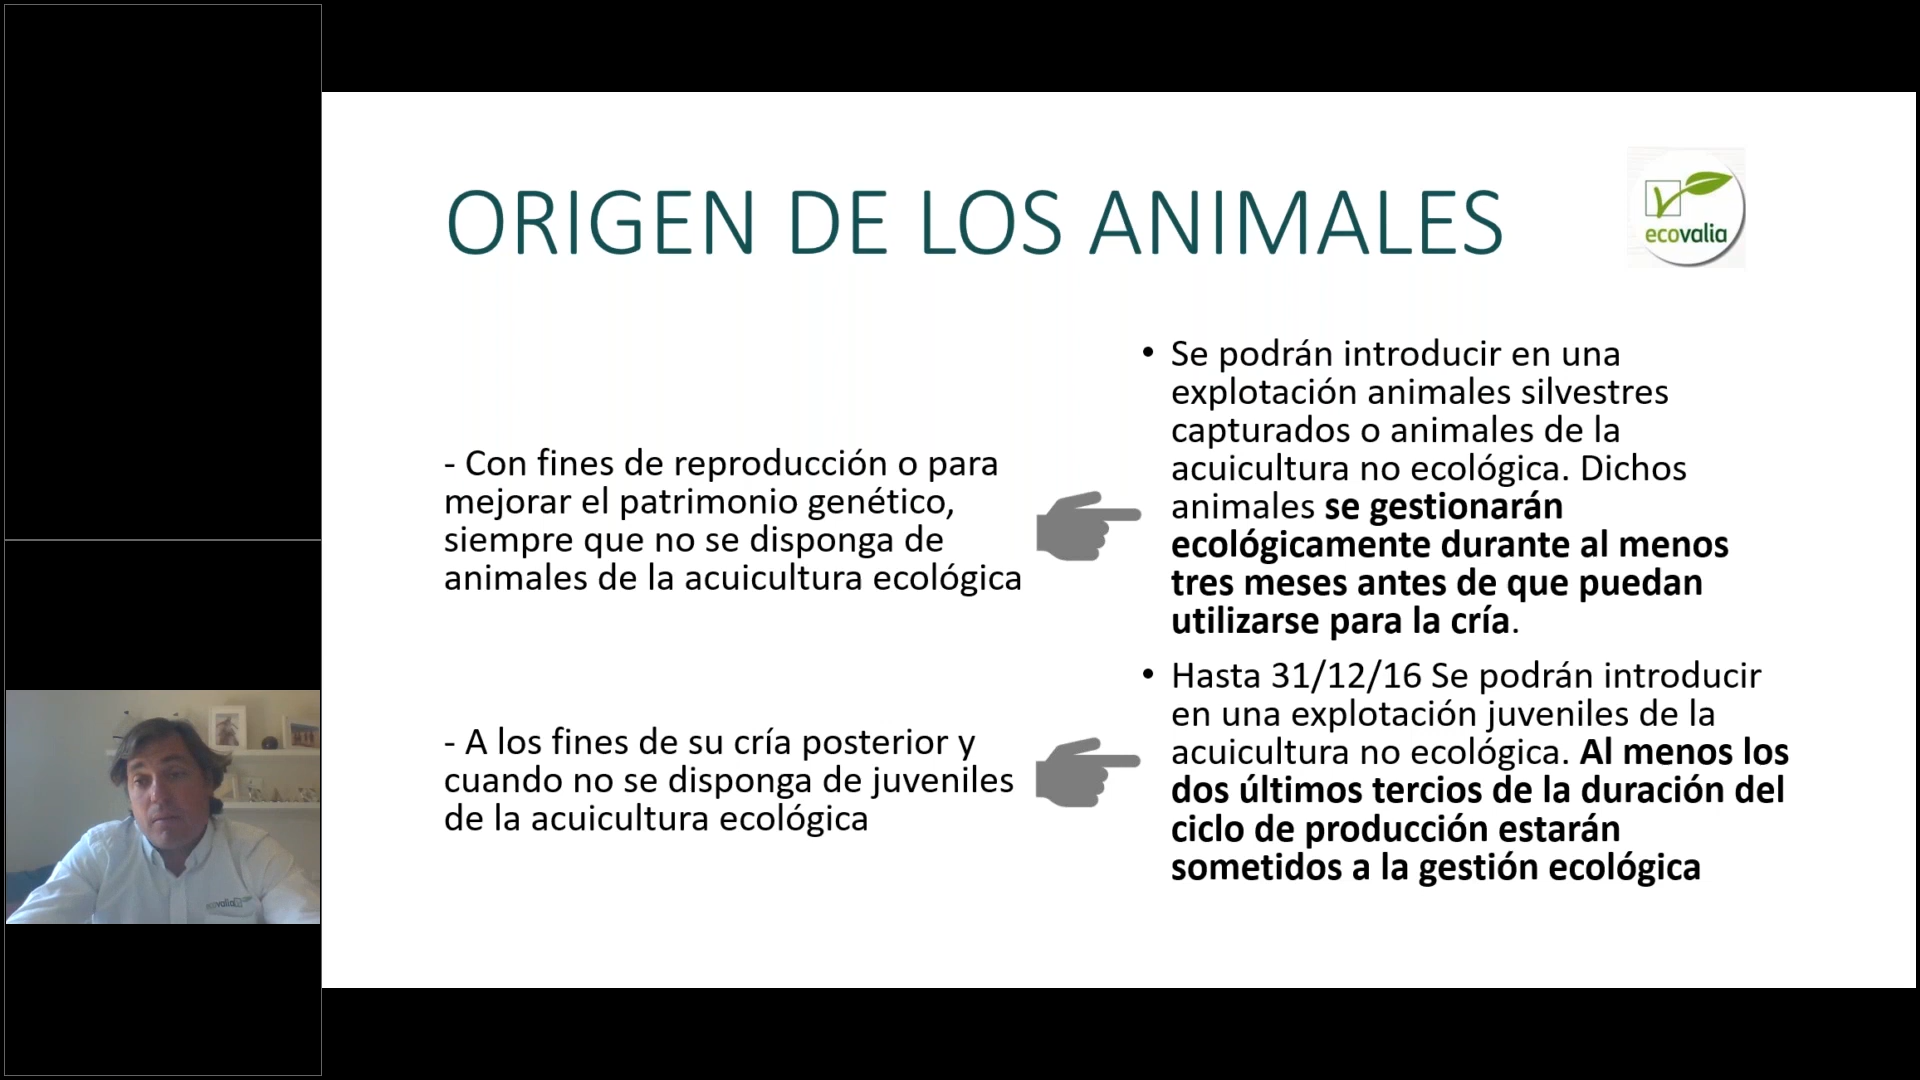 ORIGEN DE LOS ANIMALES
ecovalia
- Con fines de reproducción o para
mejorar el patrimonio genético,
siempre que no se disponga de
animales de la acuicultura ecológica
• Se podrán introducir en una
explotación animales silvestres
capturados o animales de la
acuicultura no ecológica. Dichos
animales se gestionarán
ecológicamente durante al menos
tres meses antes de que puedan
utilizarse para la cría.
- A los fines de su cría posterior y
cuando no se disponga de juveniles
de la acuicultura ecológica
• Hasta 31/12/16 Se podrán introducir
en una explotación juveniles de la
acuicultura no ecológica. Al menos los
dos últimos tercios de la duración del
ciclo de producción estarán
sometidos a la gestión ecológica
ecovalia